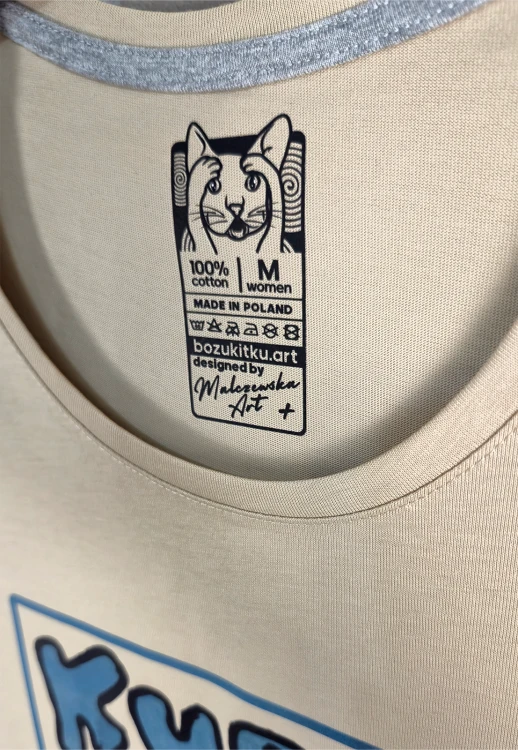 100% cotton
M women
MADE IN POLAND
bozukitku.art
designed by
Malczewska
Art +